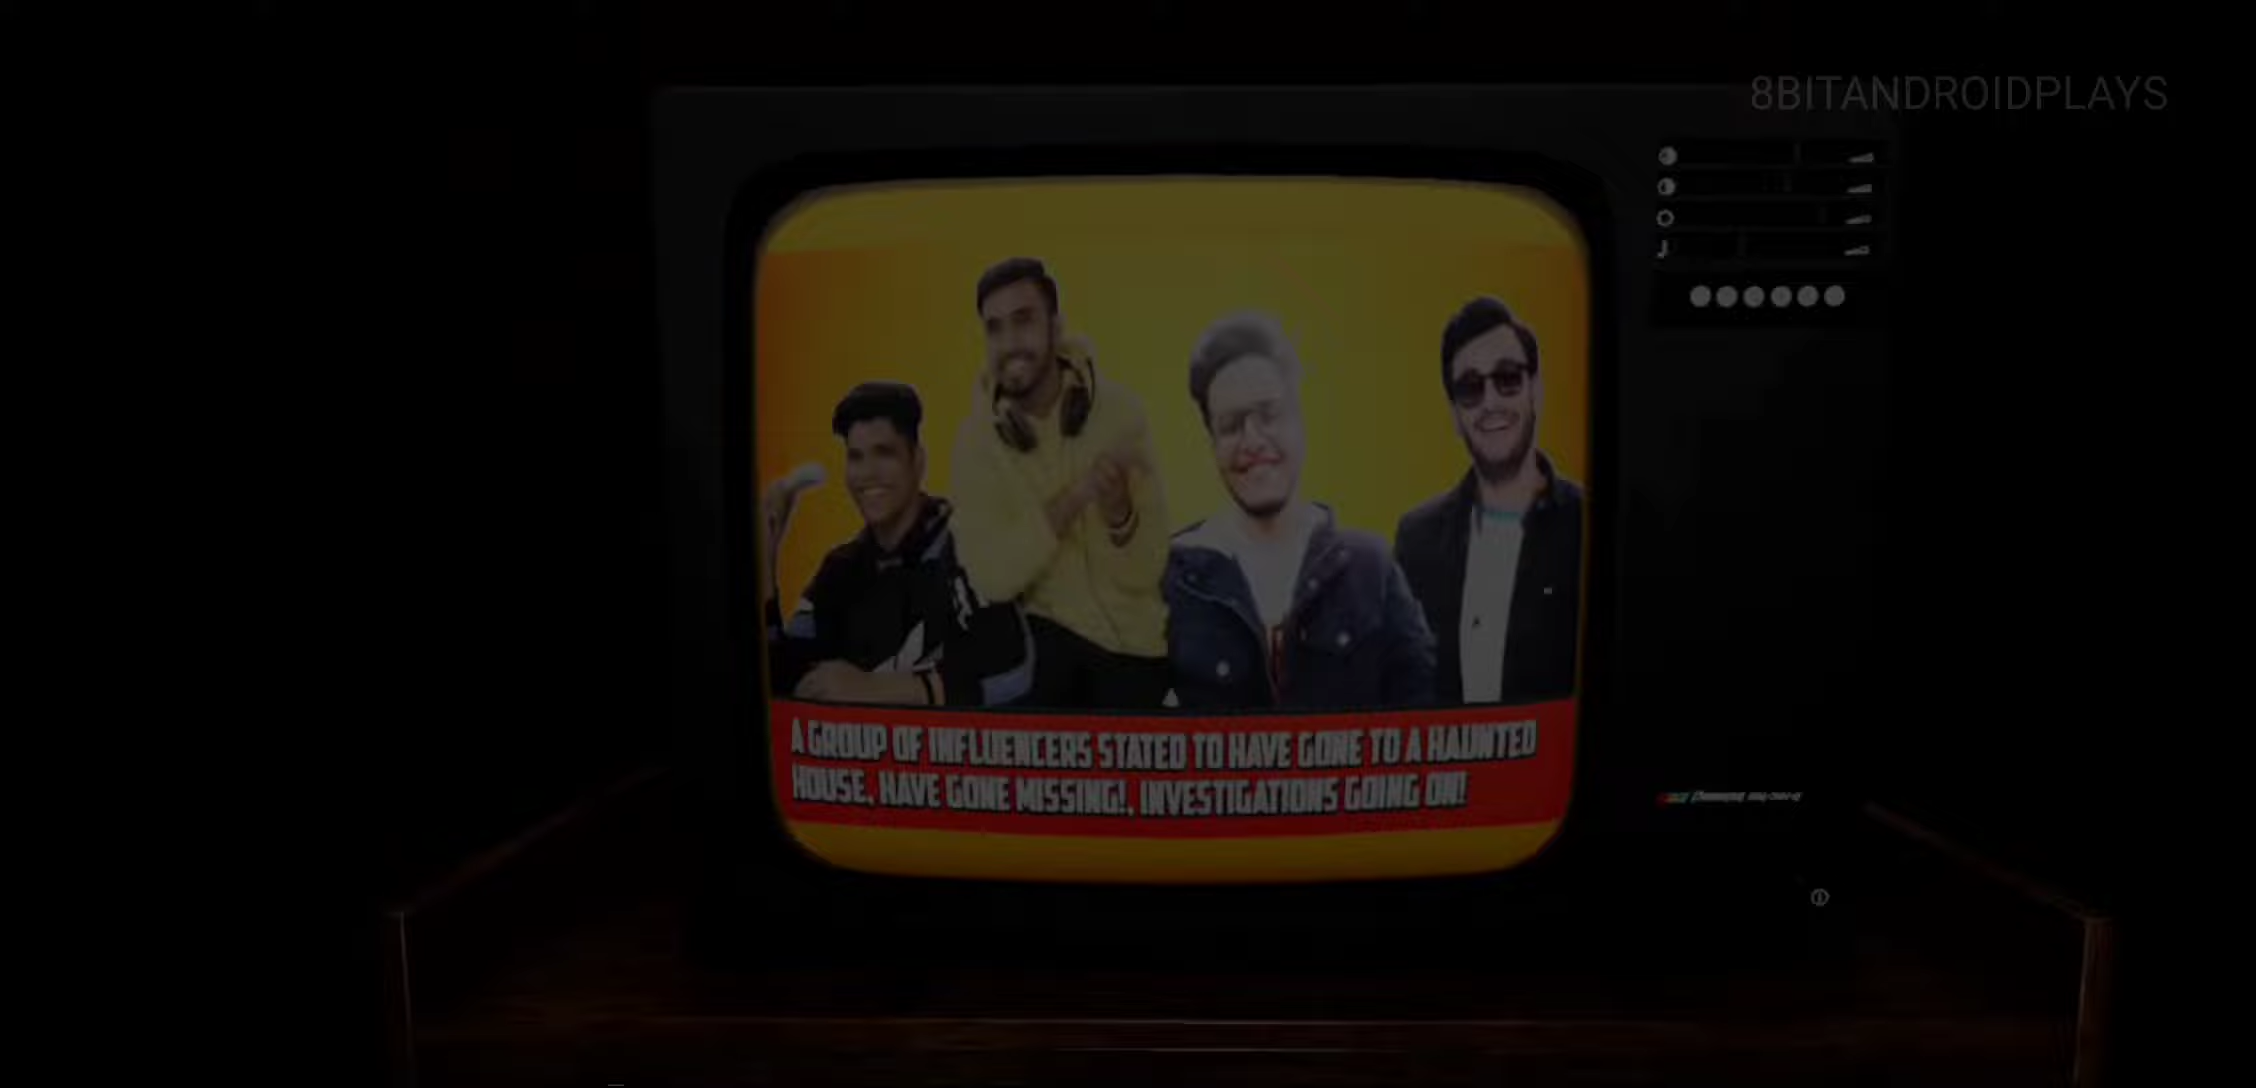 8BITANDROIDPLAYS
A GROUP OF INFLUENCERS STATED TO HAVE GONE TO A HAUNTED
HOUSE, HAVE GONE MISSING!, INVESTIGATIONS GOING ON!